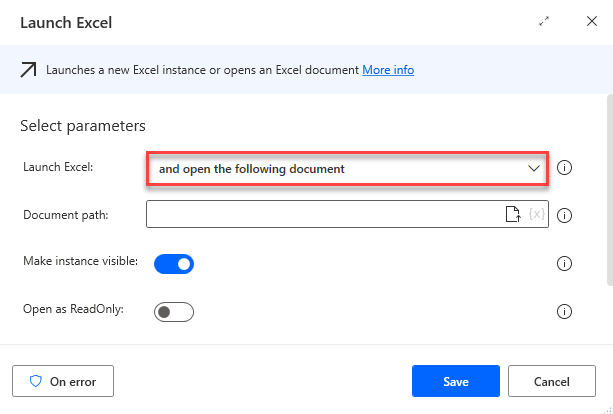 Launch Excel
Launches a new Excel instance or opens an Excel document More info
Select parameters
Launch Excel:
and open the following document
Document path:
{x}
Make instance visible:
Open as ReadOnly:
On error
Save
Cancel